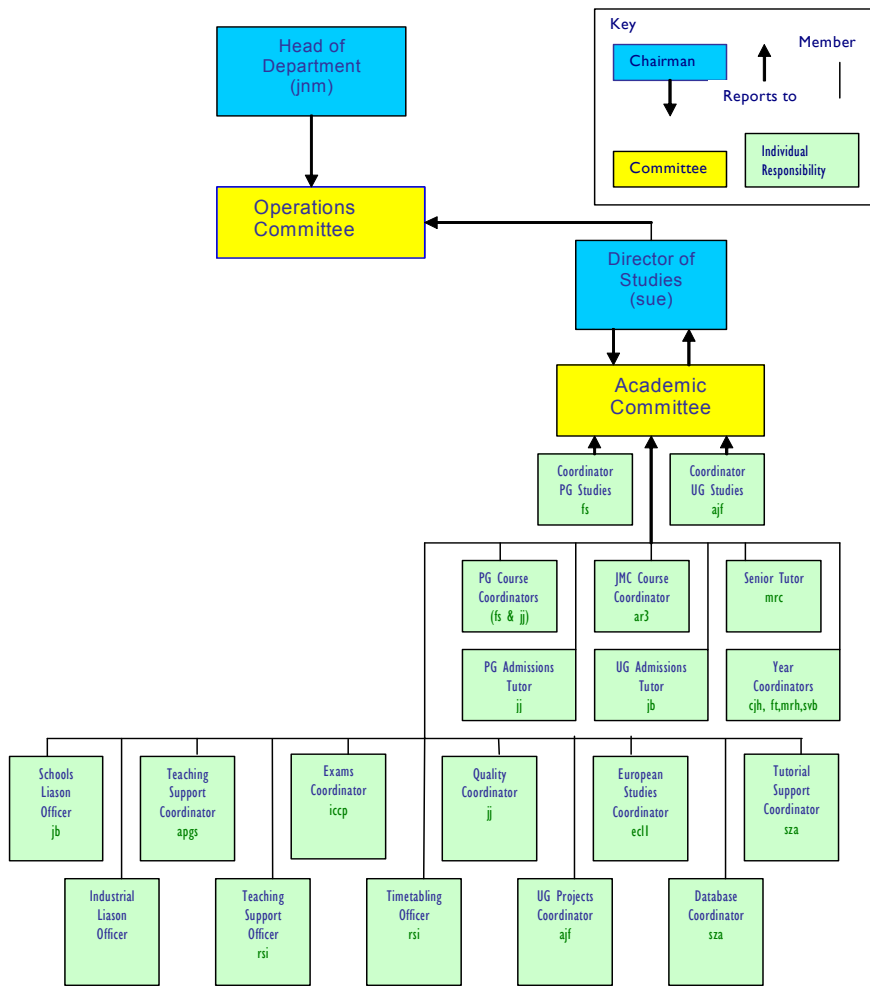 Head of
Department
(jnm)
Key
Chairman
Member
Reports to
Committee
Individual
Responsibility
Operations
Committee
Director of
Studies
(sue)
Academic
Committee
Coordinator
PG Studies
fs
Coordinator
UG Studies
ajf
PG Course
Coordinators
(fs & jj)
JMC Course
Coordinator
ar3
Senior Tutor
mrc
PG Admissions
Tutor
jj
UG Admissions
Tutor
jb
Year
Coordinators
cjh, ft,mrh,svb
Schools
Liason
Officer
jb
Teaching
Support
Coordinator
apgs
Exams
Coordinator
iccp
Quality
Coordinator
jj
European
Studies
Coordinator
ecll
Tutorial
Support
Coordinator
sza
Industrial
Liason
Officer
Teaching
Support
Officer
rsi
Timetabling
Officer
rsi
UG Projects
Coordinator
ajf
Database
Coordinator
sza